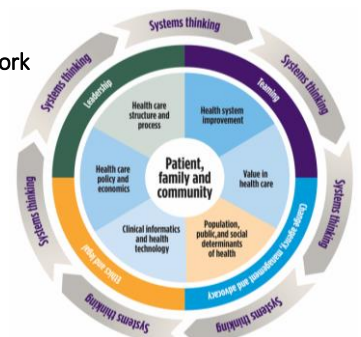 ork
Systems thinking
Systems thinking
Systems thinking
Systems thinking
Systems thinking
Systems thinking
Systems thinking
Systems thinking
Leadership
Teaming
Change agency, management and advocacy
Ethics and legal
Health care
structure and
process
Health system
improvement
Health care
policy and
economics
Patient,
family and
community
Value in
health care
Clinical informatics
and health
technology
Population,
public, and social
determinants
of health